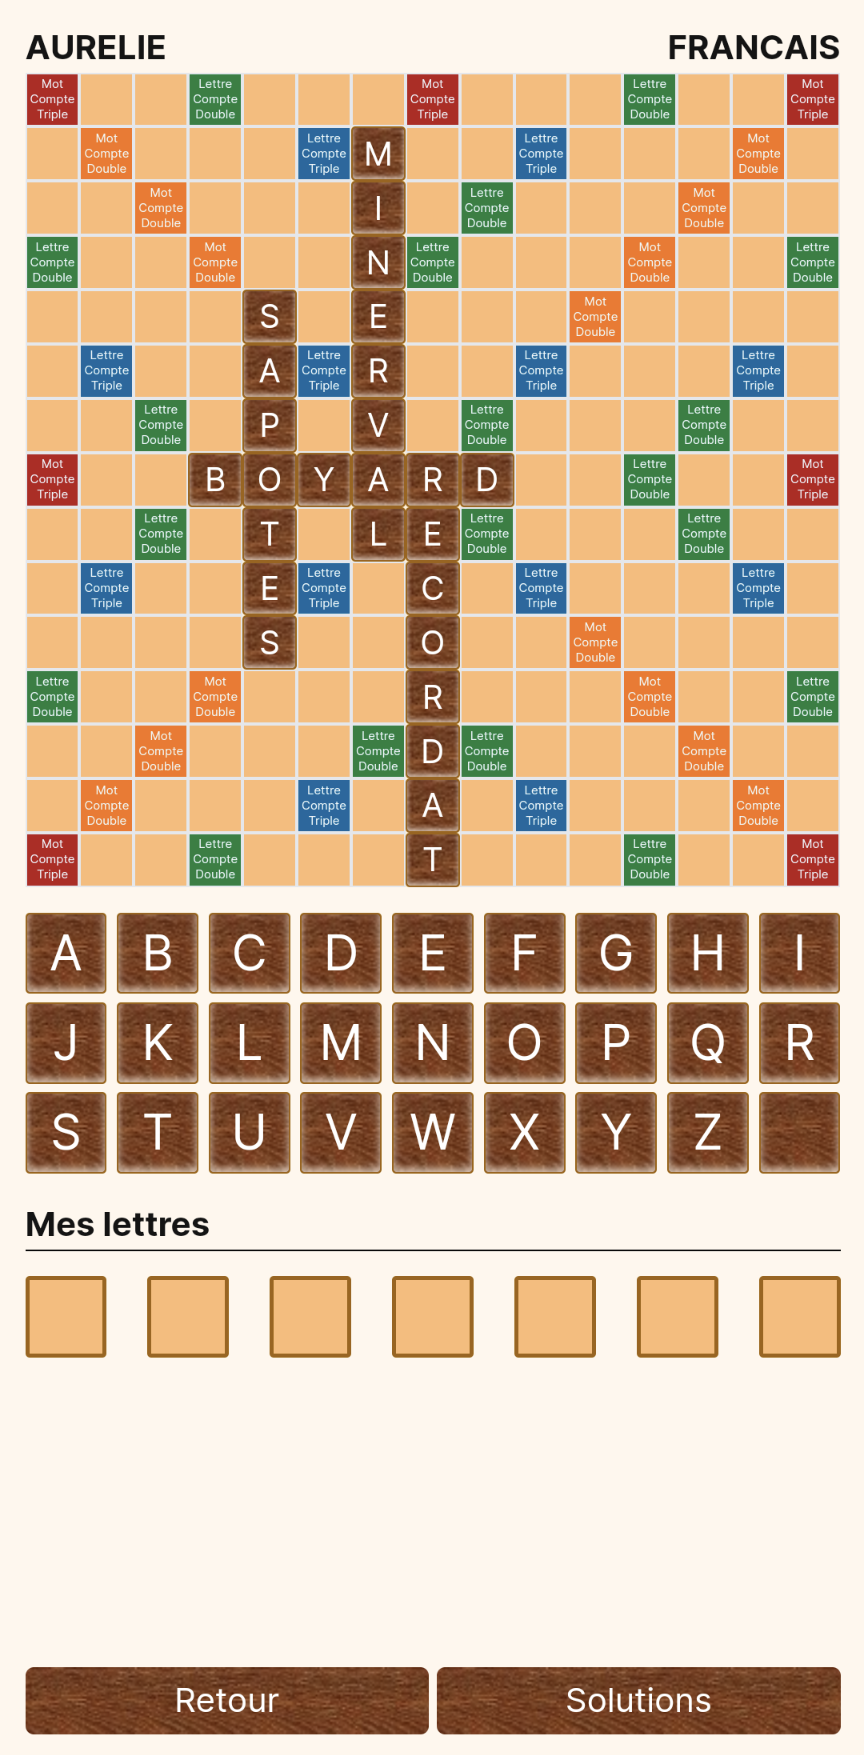 AURELIE FRANCAIS
Mot Compte Triple Lettre Compte Double Mot Compte Triple Lettre Compte Double Mot Compte Triple
Mot Compte Double Lettre Compte Triple M Lettre Compte Triple Mot Compte Double
Mot Compte Double I Lettre Compte Double Mot Compte Double
Lettre Compte Double Mot Compte Double N Lettre Compte Double Mot Compte Double Lettre Compte Double
S E Mot Compte Double
Lettre Compte Triple A Lettre Compte Triple R Lettre Compte Triple Lettre Compte Triple
Lettre Compte Double P V Lettre Compte Double Lettre Compte Double
Mot Compte Triple B O Y A R D Lettre Compte Double Mot Compte Triple
Lettre Compte Double T L E Lettre Compte Double Lettre Compte Double
Lettre Compte Triple E Lettre Compte Triple C Lettre Compte Triple Lettre Compte Triple
S O Mot Compte Double
Lettre Compte Double Mot Compte Double R Mot Compte Double Lettre Compte Double
Mot Compte Double Lettre Compte Double D Lettre Compte Double Mot Compte Double
Mot Compte Double Lettre Compte Triple A Lettre Compte Triple Mot Compte Double
Mot Compte Triple Lettre Compte Double T Lettre Compte Double Mot Compte Triple
A B C D E F G H I
J K L M N O P Q R
S T U V W X Y Z
Mes lettres
Retour Solutions